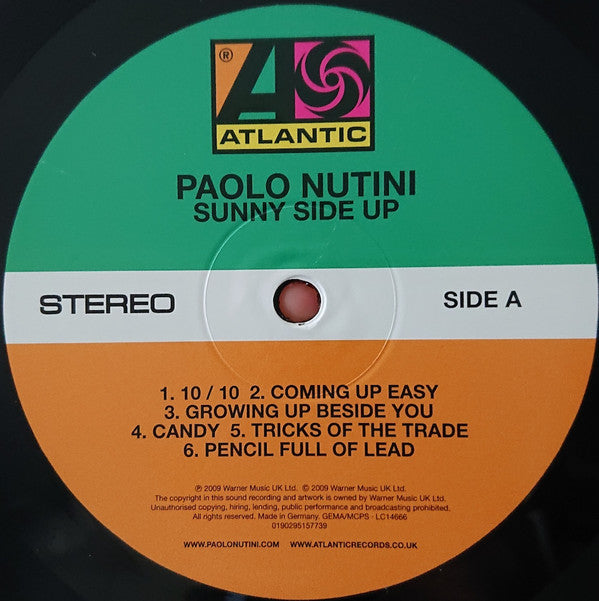 ®
ATLANTIC
PAOLO NUTINI
SUNNY SIDE UP
STEREO
SIDE A
1. 10 / 10 2. COMING UP EASY
3. GROWING UP BESIDE YOU
4. CANDY 5. TRICKS OF THE TRADE
6. PENCIL FULL OF LEAD
℗ 2009 Warner Music UK Ltd. © 2009 Warner Music UK Ltd.
The copyright in this sound recording and artwork is owned by Warner Music UK Ltd.
Unauthorised copying, hiring, lending, public performance and broadcasting prohibited.
All rights reserved. Made in Germany. GEMA/MCPS - LC14666
0190295157739
WWW.PAOLONUTINI.COM WWW.ATLANTICRECORDS.CO.UK